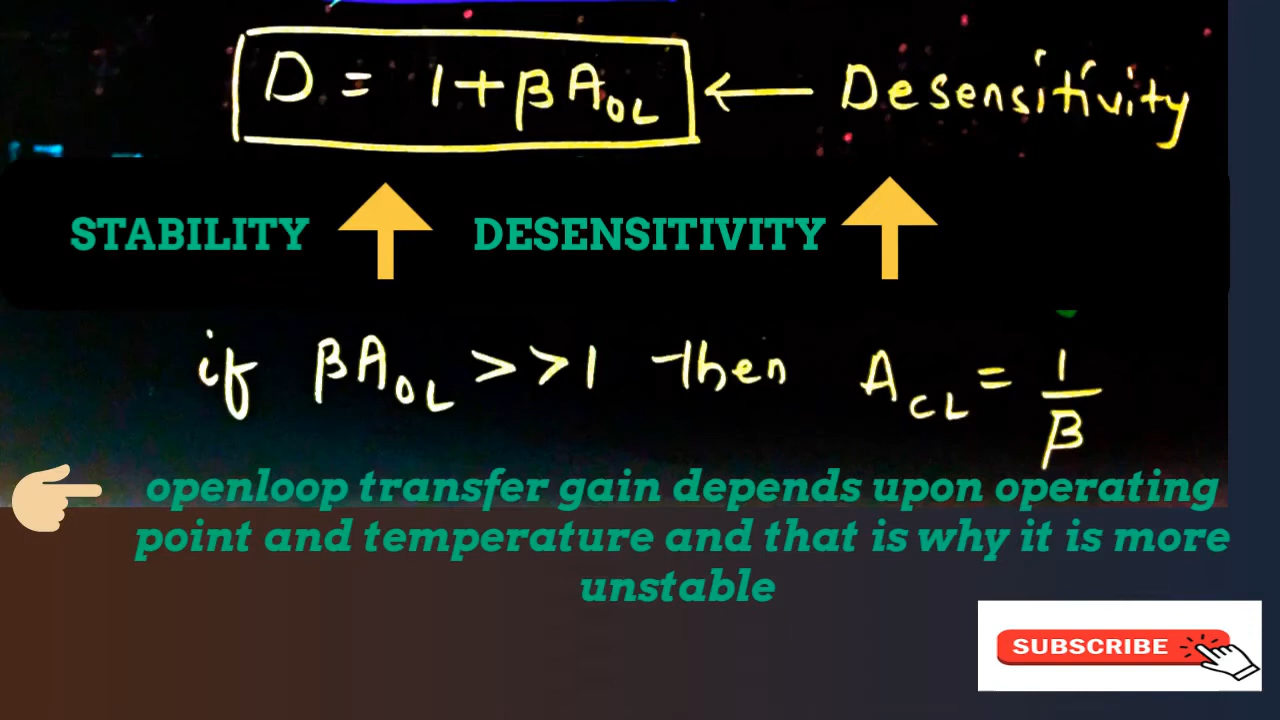 D = 1+βA_OL ← Desensitivity
STABILITY ↑ DESENSITIVITY ↑
if βA_OL >>1 then A_CL = 1/β
openloop transfer gain depends upon operating
point and temperature and that is why it is more
unstable
SUBSCRIBE